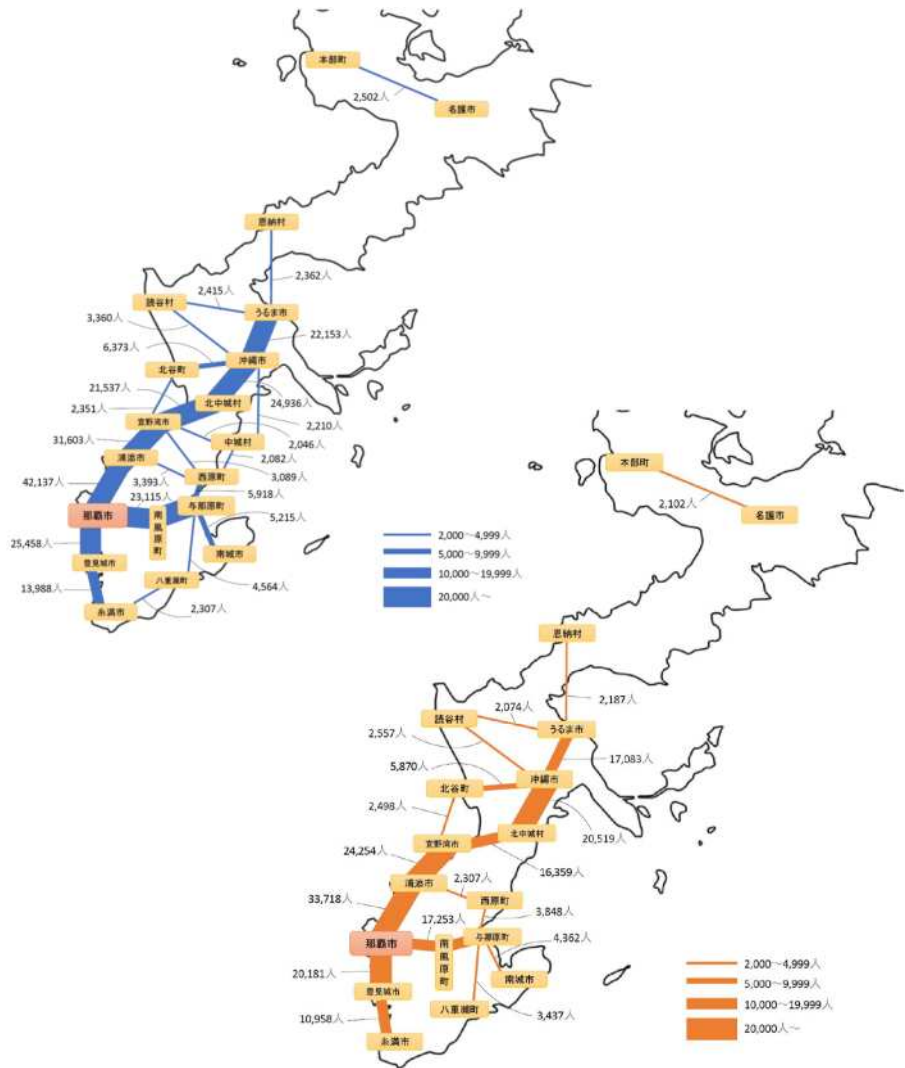 本部町
2,502人
名護市
恩納村
2,362人
読谷村
2,415人
うるま市
3,360人
22,153人
6,373人
沖縄市
北谷町
21,537人
北中城村
24,936人
2,351人
2,210人
宜野湾市
中城村
2,046人
31,603人
2,082人
浦添市
3,393人
西原町
3,089人
42,137人
23,115人
5,918人
那覇市
南風原町
与那原町
5,215人
25,458人
南城市
豊見城市
八重瀬町
4,564人
13,988人
糸満市
2,307人
2,000～4,999人
5,000～9,999人
10,000～19,999人
20,000人～
本部町
2,102人
名護市
恩納村
2,187人
読谷村
2,074人
うるま市
2,557人
17,083人
5,870人
沖縄市
北谷町
2,498人
北中城村
20,519人
宜野湾市
24,254人
16,359人
浦添市
2,307人
西原町
33,718人
3,848人
17,253人
那覇市
南風原町
与那原町
4,362人
20,181人
南城市
豊見城市
八重瀬町
3,437人
10,958人
糸満市
2,000～4,999人
5,000～9,999人
10,000～19,999人
20,000人～